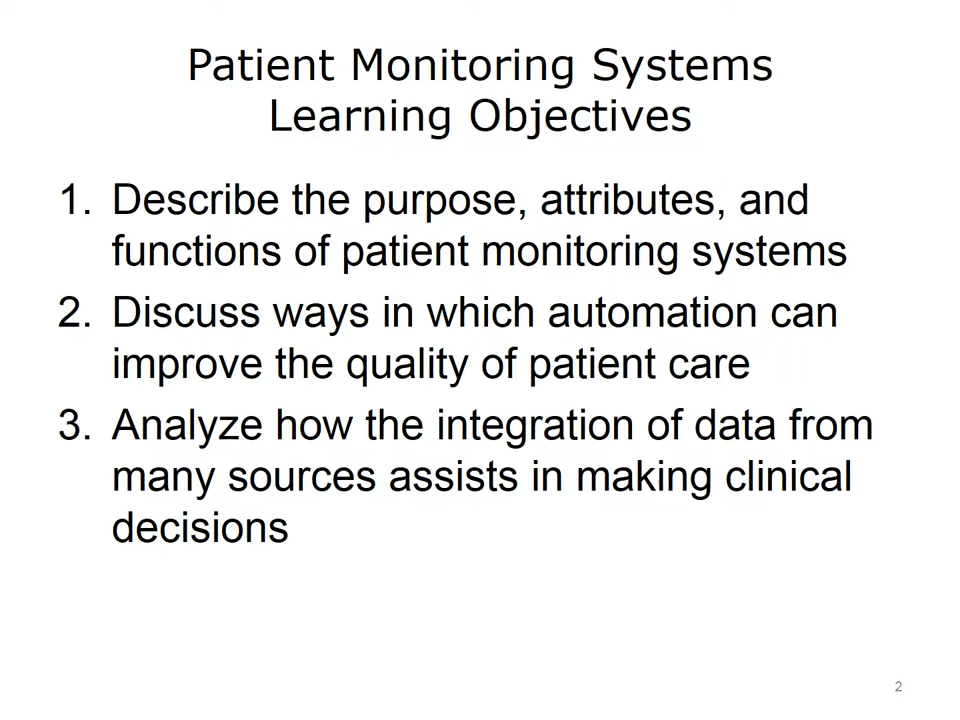 Patient Monitoring Systems
Learning Objectives
1. Describe the purpose, attributes, and
functions of patient monitoring systems
2. Discuss ways in which automation can
improve the quality of patient care
3. Analyze how the integration of data from
many sources assists in making clinical
decisions
2